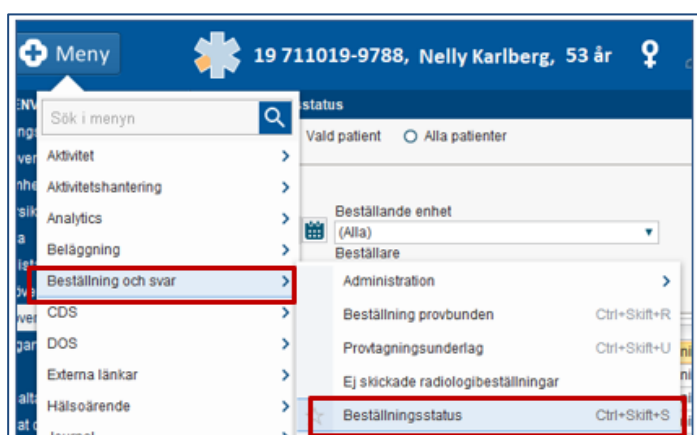 Meny
19 711019-9788, Nelly Karlberg, 53 år
status
Sök i menyn
Vald patient Alla patienter
Aktivitet
Aktivitetshantering
Analytics
Beställande enhet
(Alla)
Beläggning
Beställare
Beställning och svar
Administration
CDS
Beställning provbunden Ctrl+Skift+R
DOS
Provtagningsunderlag Ctrl+Skift+U
Externa länkar
Ej skickade radiologibeställningar
Hälsoärende
Beställningsstatus Ctrl+Skift+S